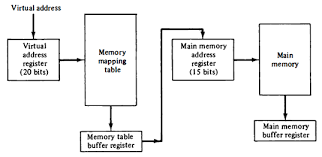 Virtual address
Virtual
address
register
(20 bits)
Memory
mapping
table
Memory table
buffer register
Main memory
address
register
(15 bits)
Main
memory
Main memory
buffer register